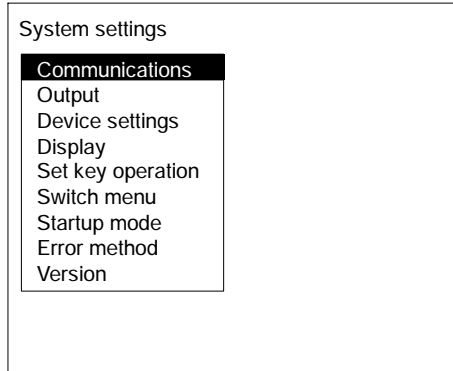 System settings
Communications
Output
Device settings
Display
Set key operation
Switch menu
Startup mode
Error method
Version